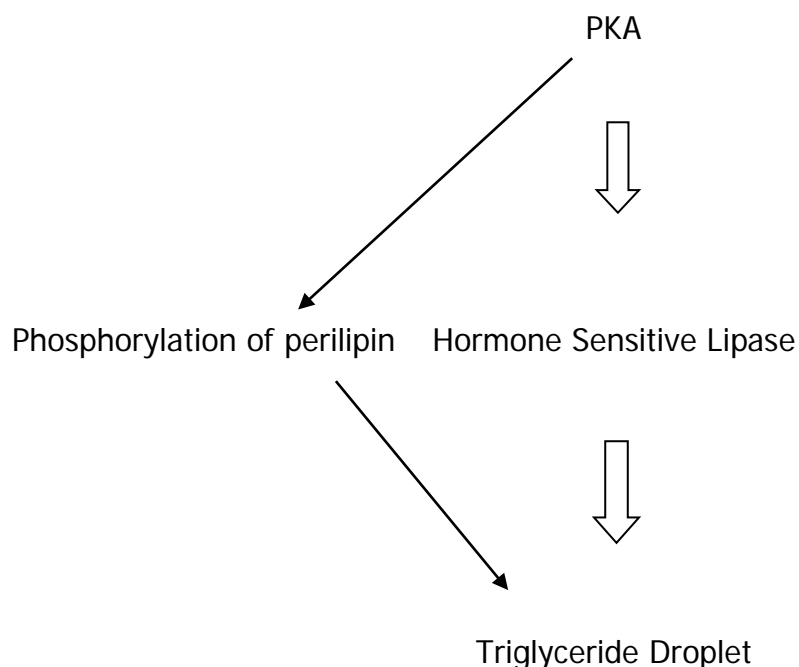 PKA
Phosphorylation of perilipin
Hormone Sensitive Lipase
Triglyceride Droplet